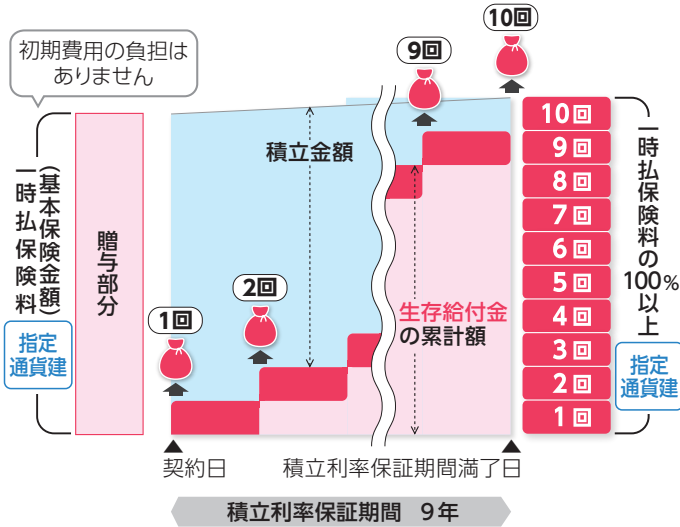 初期費用の負担は
ありません
10回
9回
積立金額
(基本保険金額)
一時払保険料
指定
通貨建
贈与部分
2回
1回
生存給付金
の累計額
10回
9回
8回
7回
6回
5回
4回
3回
2回
1回
一時払保険料の
100%
以上
指定
通貨建
契約日
積立利率保証期間満了日
積立利率保証期間 9年